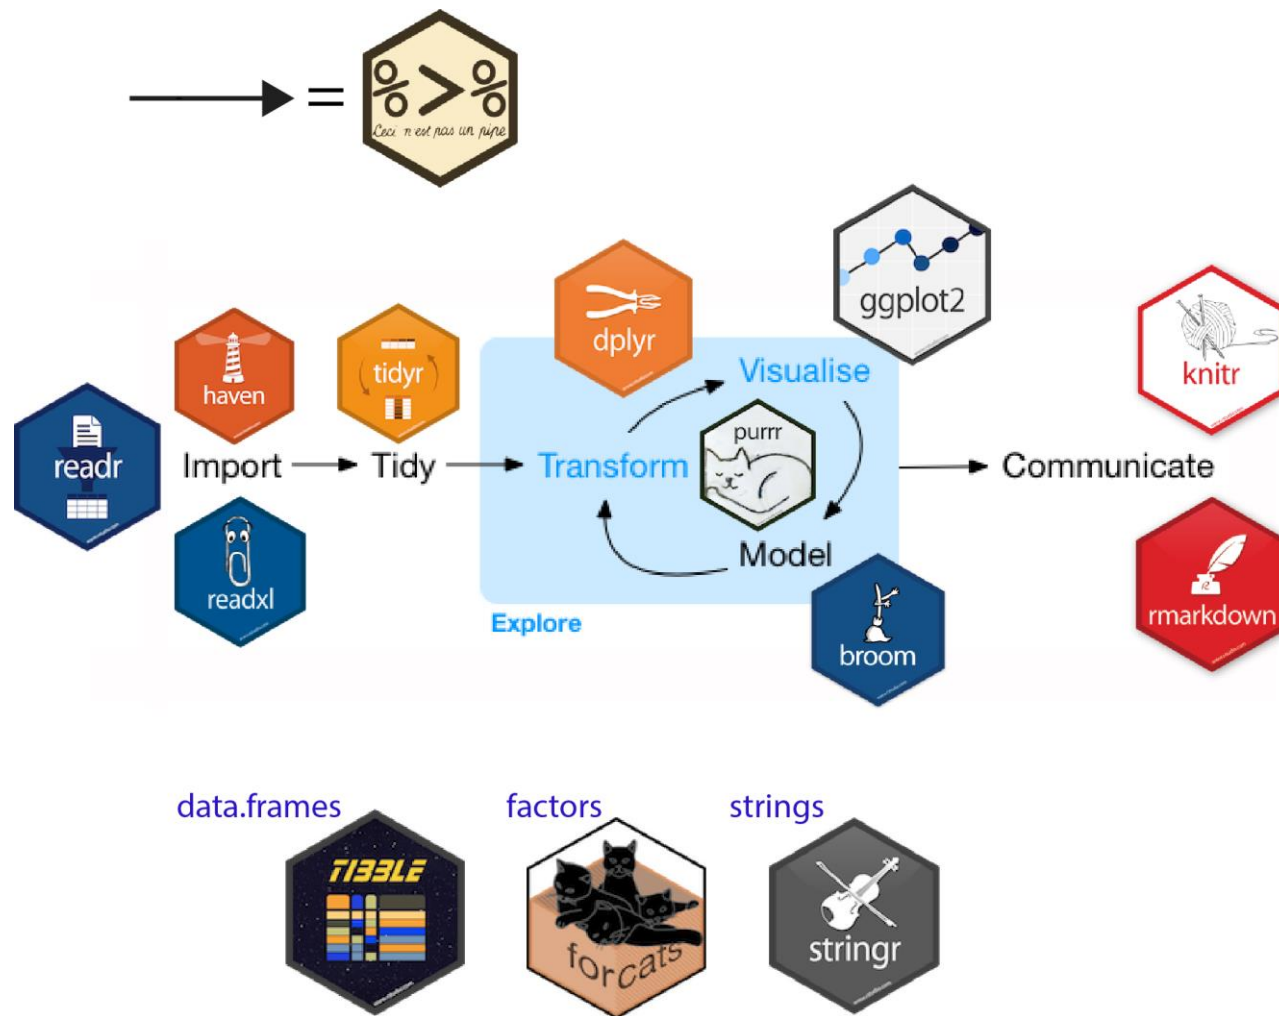 =
%>%
Ceci n'est pas un pipe
ggplot2
dplyr
Visualise
haven
tidyr
knitr
purrr
readr
Import
Tidy
Transform
Communicate
Model
readxl
rmarkdown
Explore
broom
data.frames
factors
strings
TIBBLE
forcats
stringr